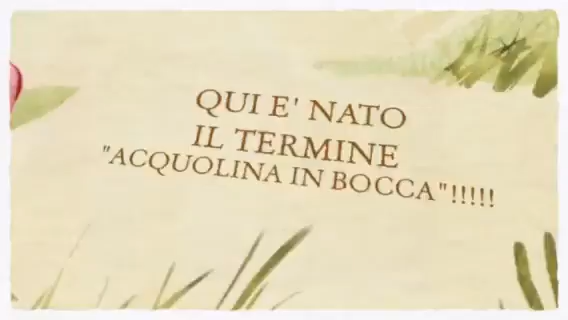 QUI E' NATO
IL TERMINE
"ACQUOLINA IN BOCCA"!!!!!